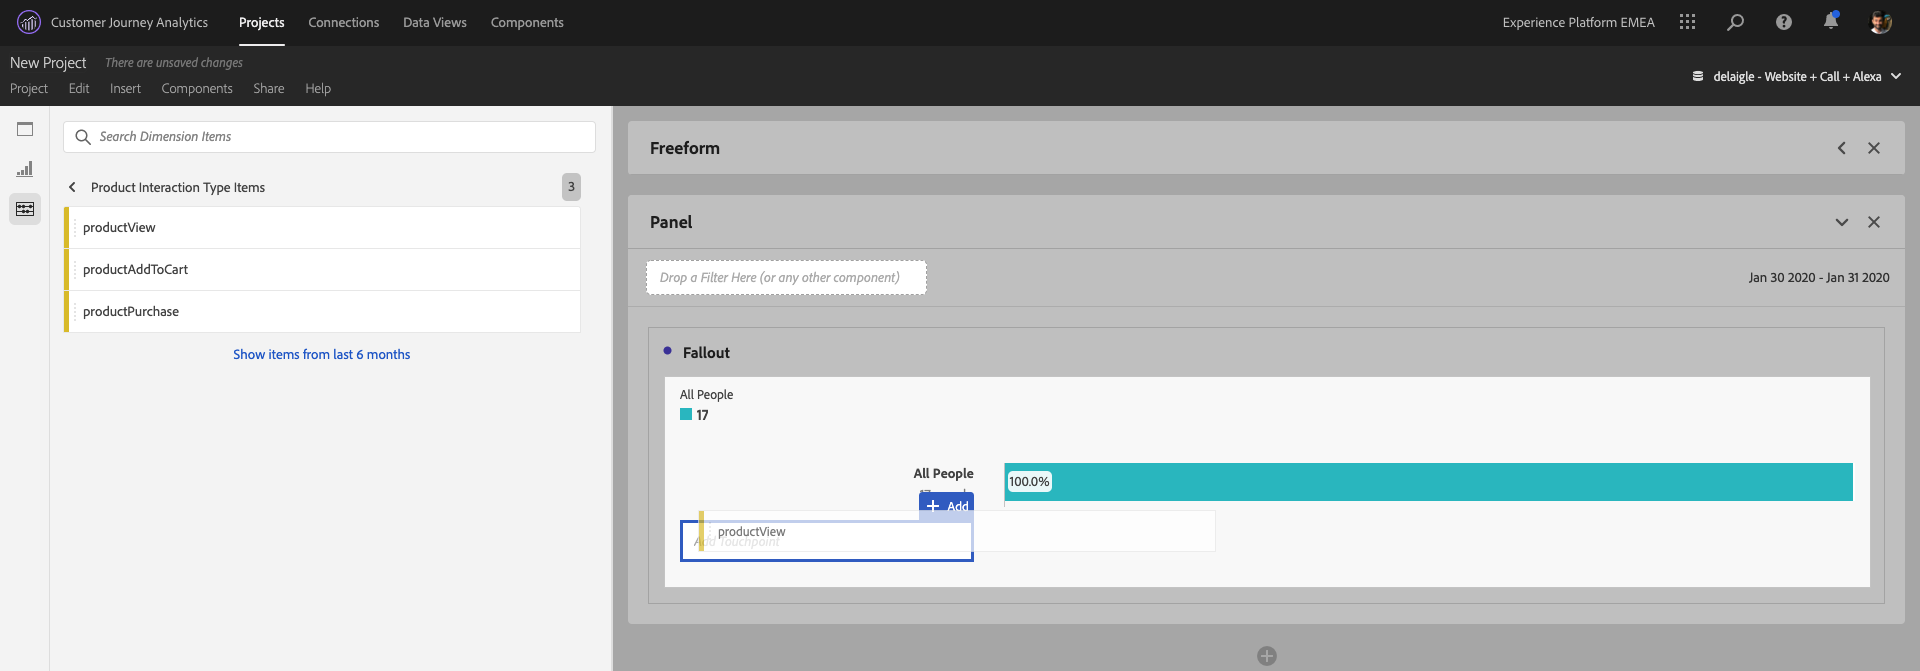 Customer Journey Analytics Projects Connections Data Views Components Experience Platform EMEA
New Project There are unsaved changes
Project Edit Insert Components Share Help
delaigle - Website + Call + Alexa
Search Dimension Items
Product Interaction Type Items 3
productView
productAddToCart
productPurchase
Show items from last 6 months
Freeform
Panel
Drop a Filter Here (or any other component)
Jan 30 2020 - Jan 31 2020
Fallout
All People
17
All People
100.0%
Add
productView
Add Touchpoint